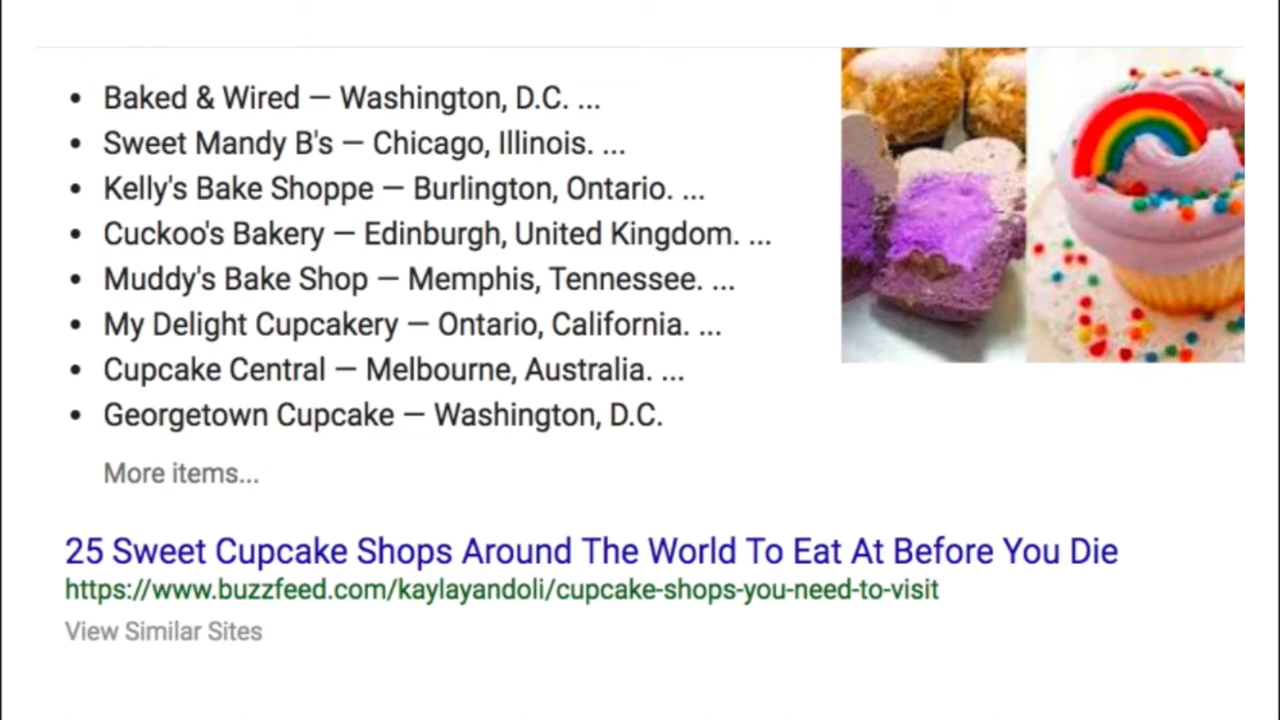 • Baked & Wired — Washington, D.C. ...
• Sweet Mandy B's — Chicago, Illinois. ...
• Kelly's Bake Shoppe — Burlington, Ontario. ...
• Cuckoo's Bakery — Edinburgh, United Kingdom. ...
• Muddy's Bake Shop — Memphis, Tennessee. ...
• My Delight Cupcakery — Ontario, California. ...
• Cupcake Central — Melbourne, Australia. ...
• Georgetown Cupcake — Washington, D.C.
More items...
25 Sweet Cupcake Shops Around The World To Eat At Before You Die
https://www.buzzfeed.com/kaylayandoli/cupcake-shops-you-need-to-visit
View Similar Sites